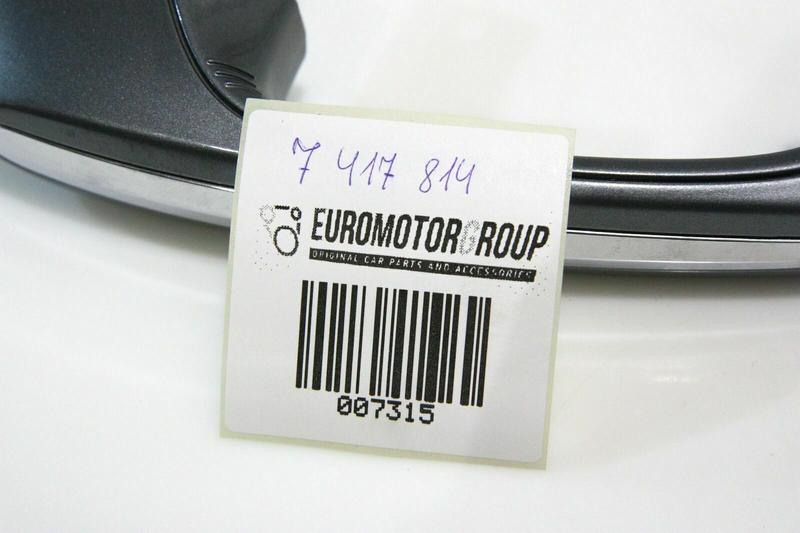 7 417 814
EUROMOTORGROUP
ORIGINAL CAR PARTS AND ACCESSORIES
007315